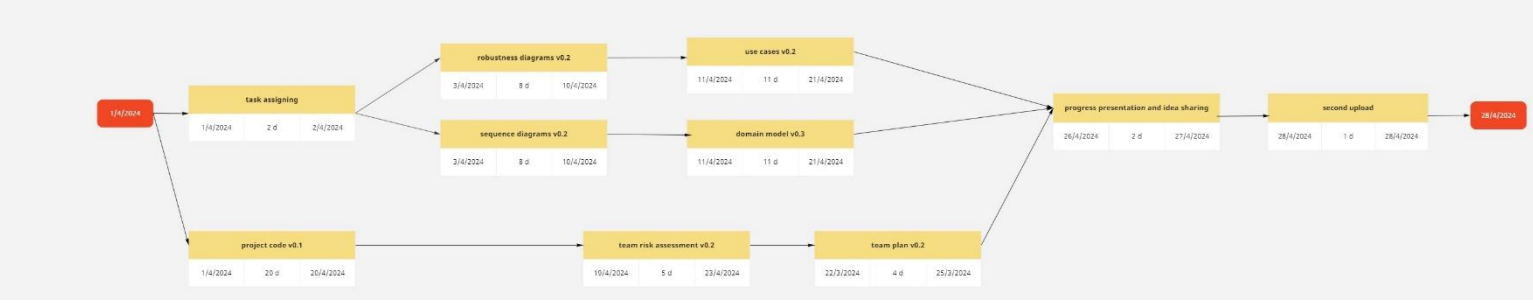 use cases v0.2
robustness diagrams v0.2
11/4/2024 11 d 21/4/2024
3/4/2024 8 d 10/4/2024
task assigning
progress presentation and idea sharing
second upload
1/4/2024
28/4/2024
1/4/2024 2 d 2/4/2024
sequence diagrams v0.2
domain model v0.3
26/4/2024 2 d 27/4/2024
28/4/2024 1 d 28/4/2024
3/4/2024 8 d 10/4/2024
11/4/2024 11 d 21/4/2024
project code v0.1
team risk assessment v0.2
team plan v0.2
1/4/2024 20 d 20/4/2024
19/4/2024 5 d 23/4/2024
22/3/2024 4 d 25/3/2024